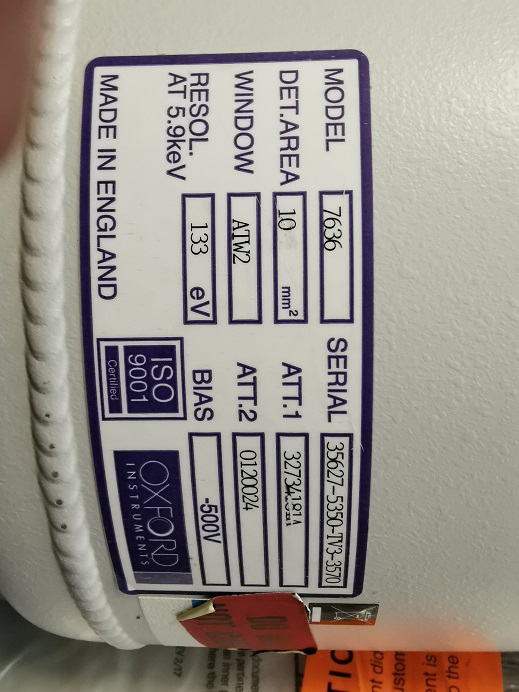 MODEL 7636 SERIAL 35627-5350-IV3-3570
DET.AREA 10 mm² ATT.1
WINDOW ATW2 ATT.2 0120024
RESOL. AT 5.9keV 133 eV BIAS -500V
MADE IN ENGLAND
ISO 9001 Certified
OXFORD INSTRUMENTS